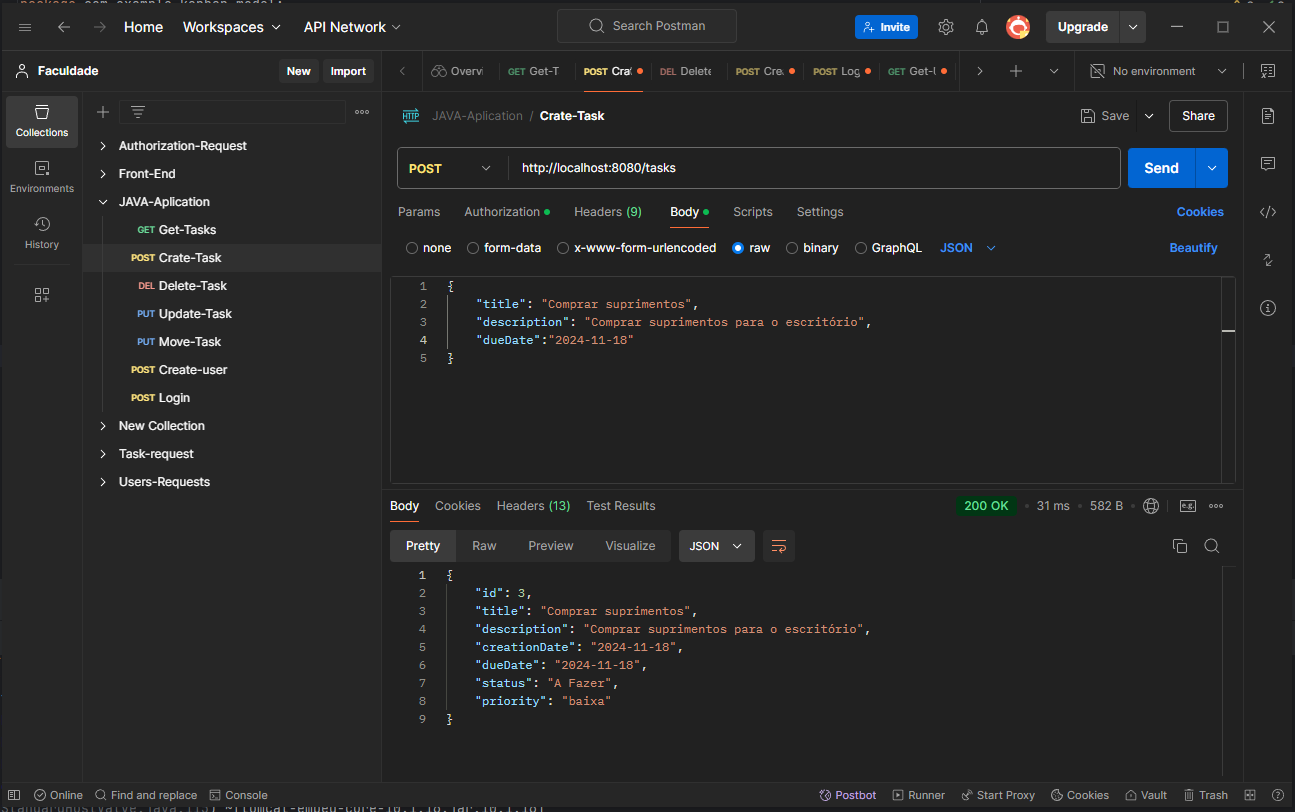 package com.example.kanban.model;
Home Workspaces API Network Search Postman Invite Upgrade
Faculdade New Import Overvi GET Get-T POST Cra DEL Delete POST Cre POST Log GET Get-U No environment
Collections
Environments
History
Authorization-Request
Front-End
JAVA-Aplication
GET Get-Tasks
POST Crate-Task
DEL Delete-Task
PUT Update-Task
PUT Move-Task
POST Create-user
POST Login
New Collection
Task-request
Users-Requests
HTTP JAVA-Aplication / Crate-Task Save Share
POST http://localhost:8080/tasks Send
Params Authorization Headers (9) Body Scripts Settings Cookies
none form-data x-www-form-urlencoded raw binary GraphQL JSON Beautify
1 {
2 "title": "Comprar suprimentos",
3 "description": "Comprar suprimentos para o escritório",
4 "dueDate":"2024-11-18"
5 }
Body Cookies Headers (13) Test Results 200 OK 31 ms 582 B e.g.
Pretty Raw Preview Visualize JSON
1 {
2 "id": 3,
3 "title": "Comprar suprimentos",
4 "description": "Comprar suprimentos para o escritório",
5 "creationDate": "2024-11-18",
6 "dueDate": "2024-11-18",
7 "status": "A Fazer",
8 "priority": "baixa"
9 }
Online Find and replace Console Postbot Runner Start Proxy Cookies Vault Trash